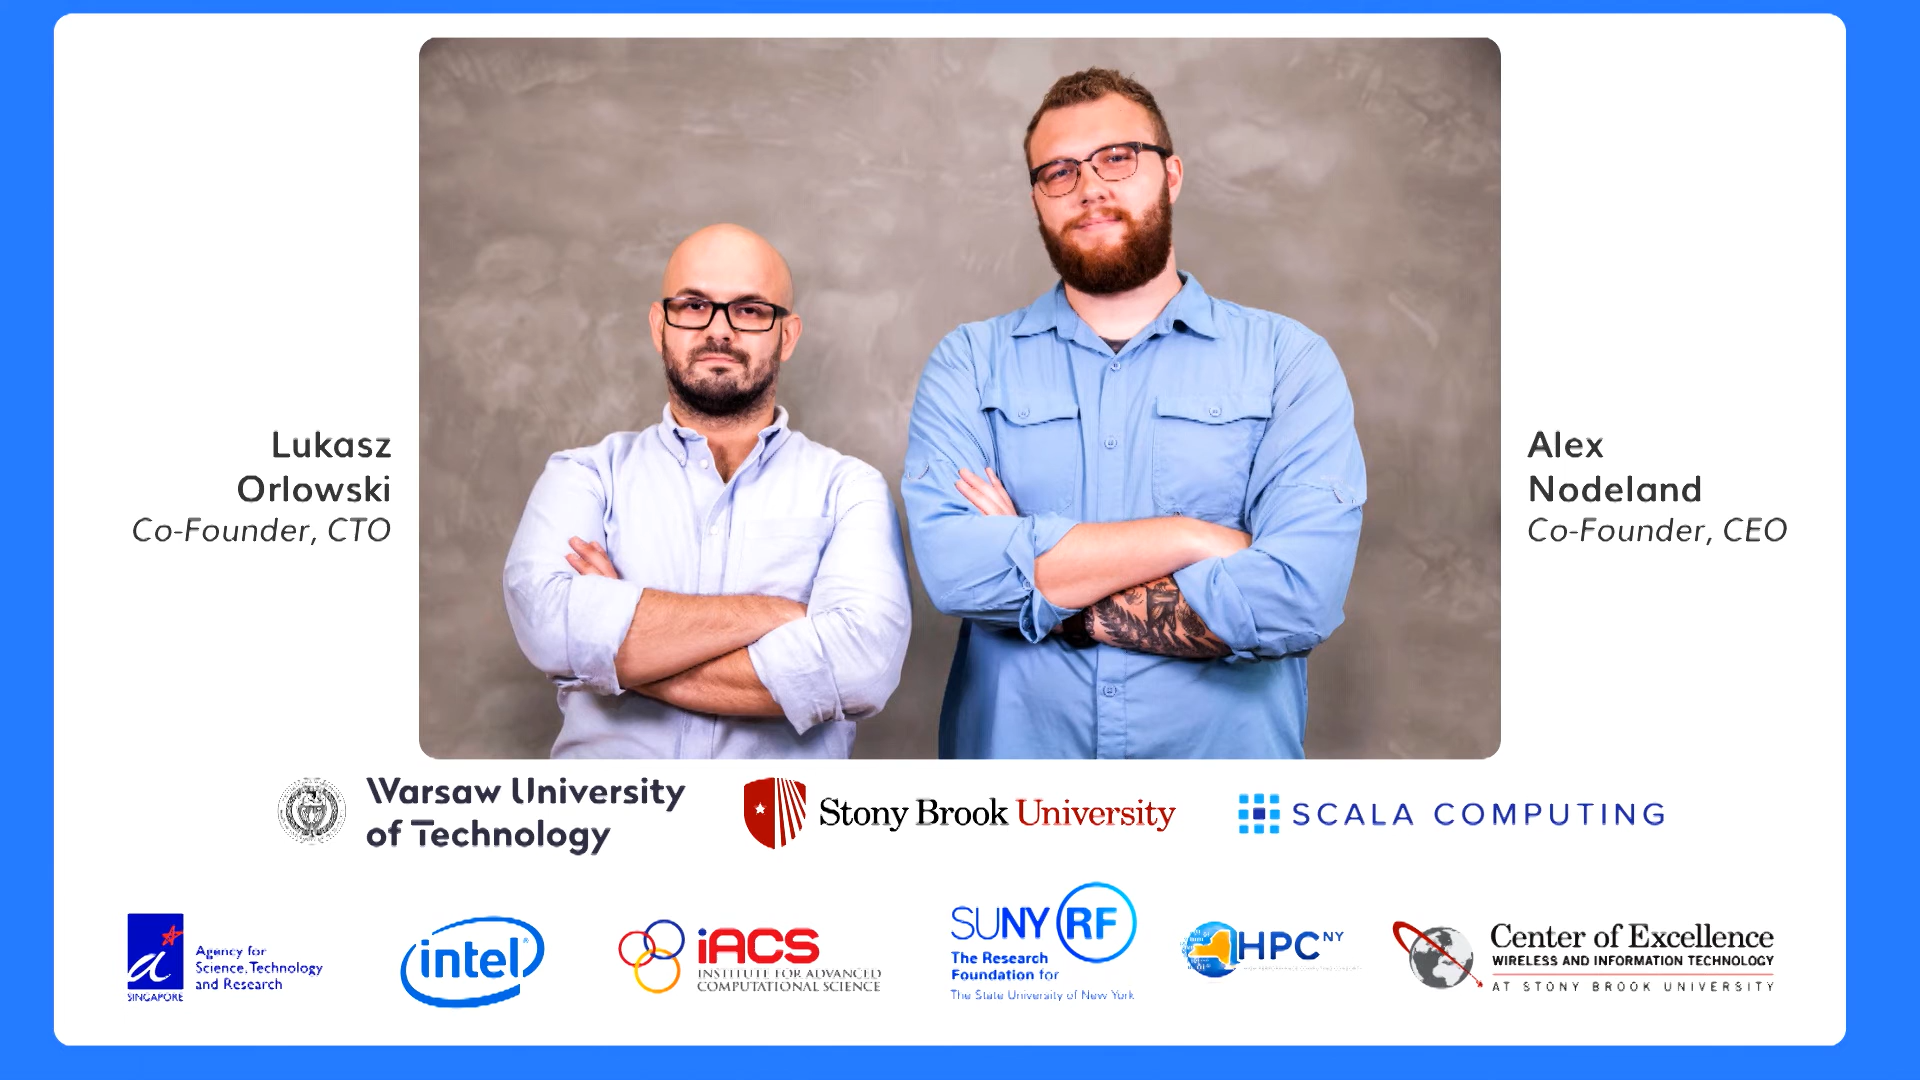 Lukasz
Orlowski
Co-Founder, CTO
Alex
Nodeland
Co-Founder, CEO
Warsaw University
of Technology
Stony Brook University
SCALA COMPUTING
SINGAPORE
Agency for
Science, Technology
and Research
intel®
iACS
INSTITUTE FOR ADVANCED
COMPUTATIONAL SCIENCE
SUNY RF
The Research
Foundation for
The State University of New York
HPC NY
Center of Excellence
WIRELESS AND INFORMATION TECHNOLOGY
AT STONY BROOK UNIVERSITY